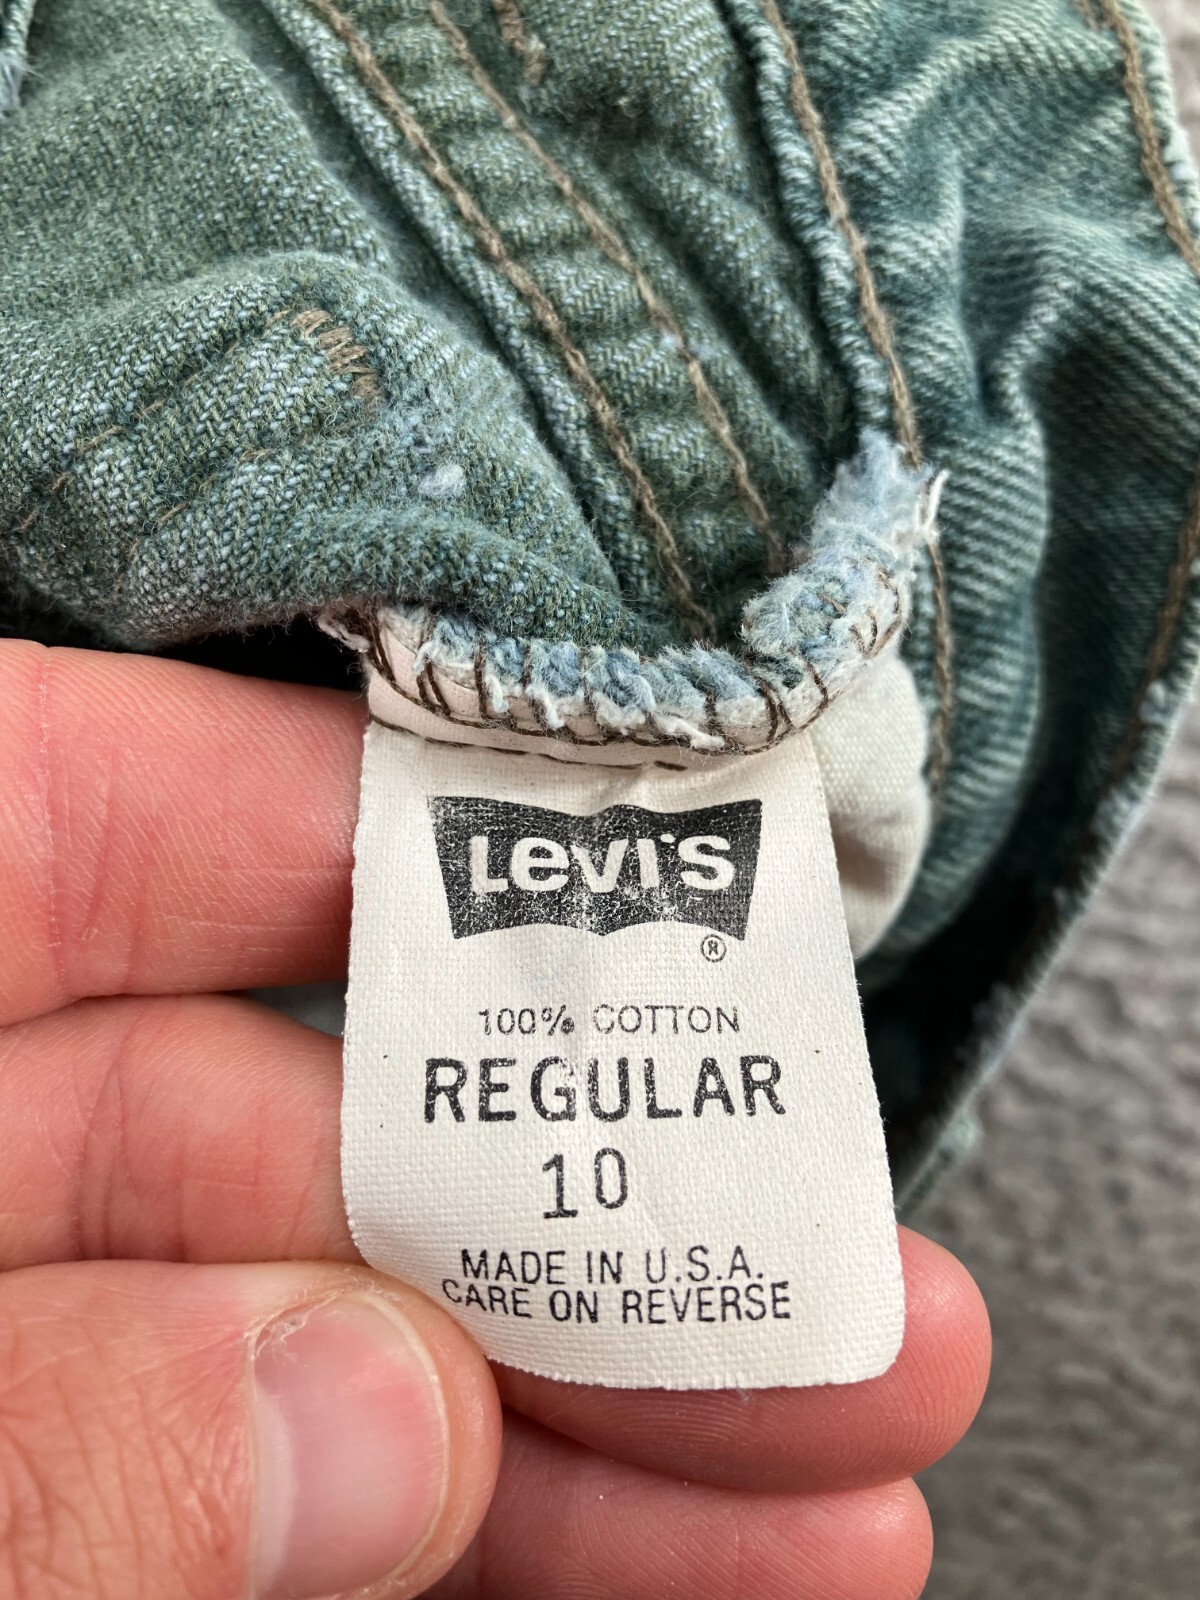 Levi's
®
100% COTTON
REGULAR
10
MADE IN U.S.A.
CARE ON REVERSE